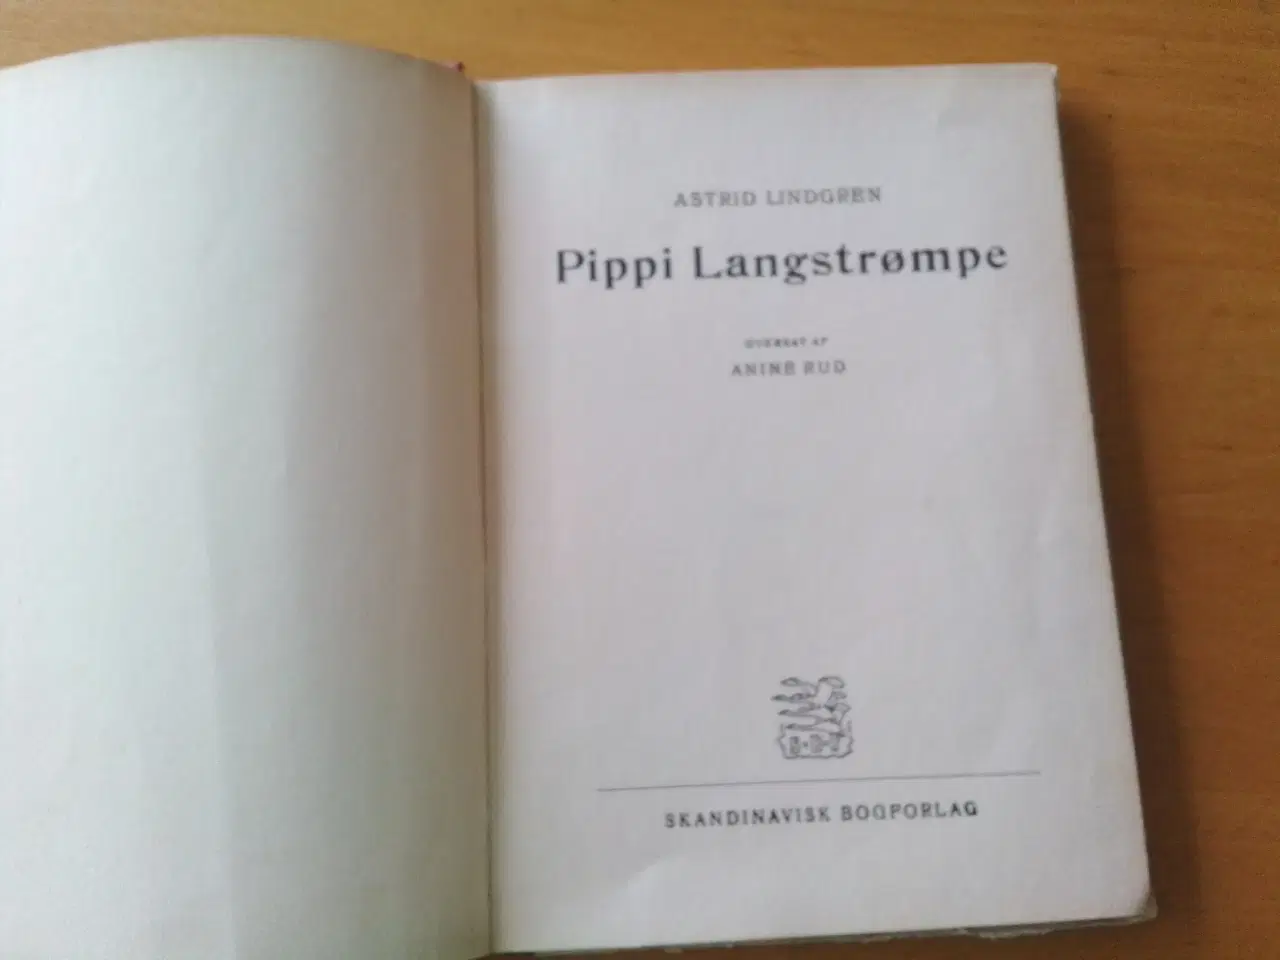 ASTRID LINDGREN
Pippi Langstrømpe
OVERSAT AF
ANINE RUD
SKANDINAVISK BOGFORLAG